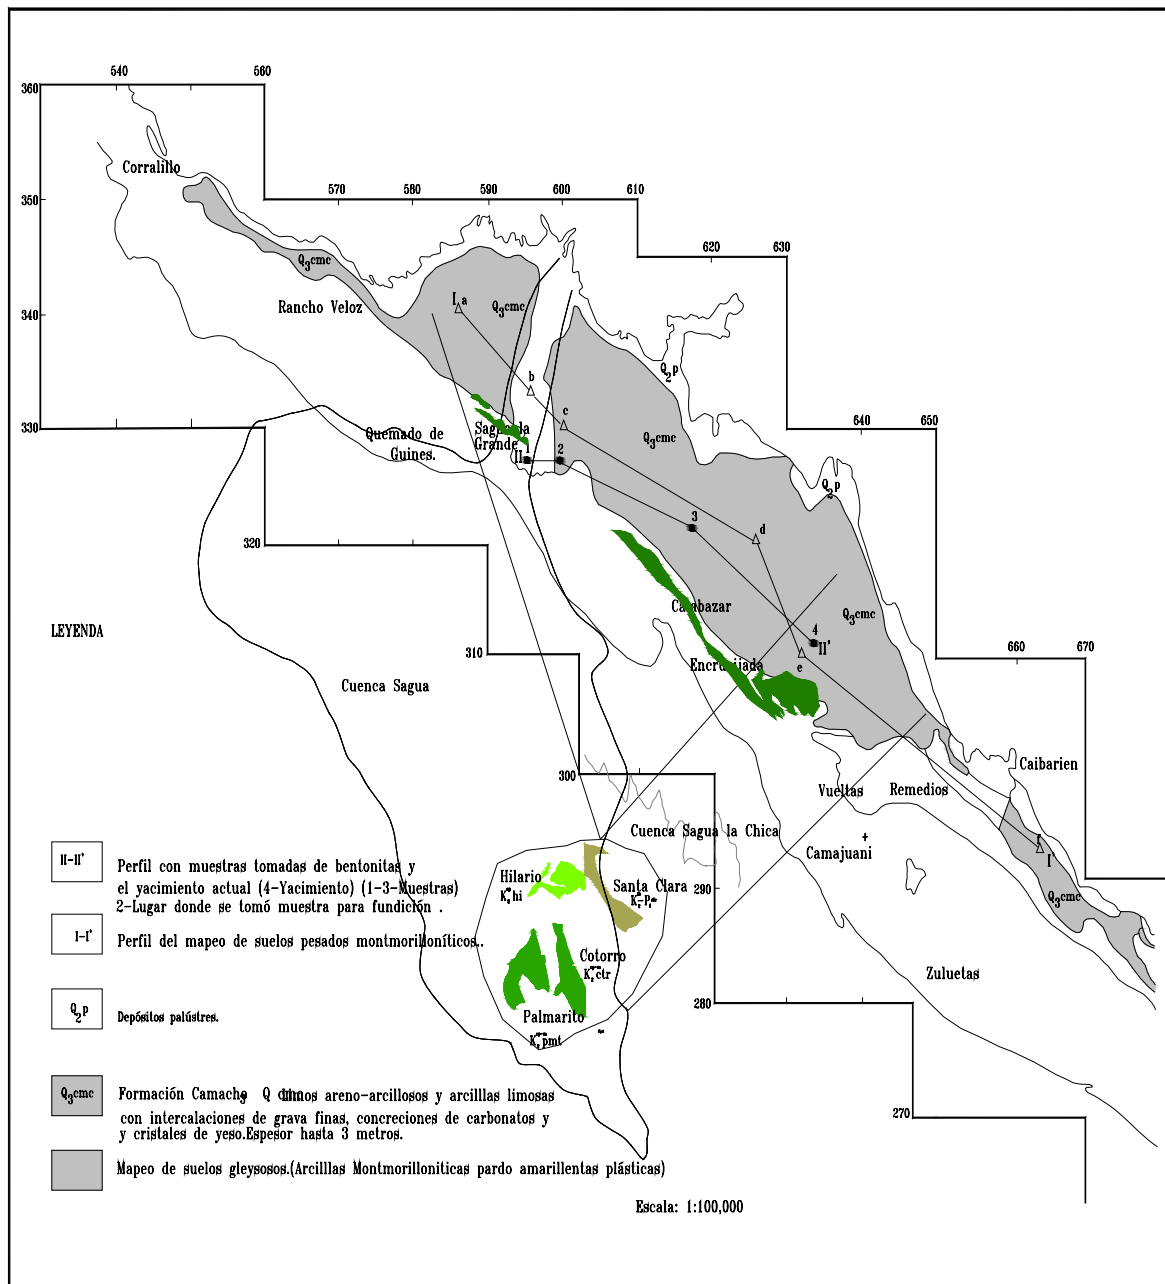 540
560
360
Corralillo
570
580
590
600
610
350
620
630
Q3cmc
I a
Q3cmc
Rancho Veloz
340
b
Q2p
c
640
650
330
Quemado de
Guines.
Sagua la
Grande
1
2
II
Q3cmc
Q2p
3
d
320
Calabazar
Q3cmc
4
II'
LEYENDA
660
670
310
Encrucijada
e
Cuenca Sagua
300
Caibarien
Vueltas
Remedios
Cuenca Sagua la Chica
Camajuani
I'
II-II'
Perfil con muestras tomadas de bentonitas y
el yacimiento actual (4-Yacimiento) (1-3-Muestras)
2-Lugar donde se tomó muestra para fundición .
Hilario
Santa Clara
290
Q3cmc
I-I'
Perfil del mapeo de suelos pesados montmorilloníticos..
Cotorro
Zuluetas
280
Q2p
Depósitos palústres.
Palmarito
Q3cmc
Formación Camacho Q3 cmc Limos areno-arcillosos y arcilllas limosas
con intercalaciones de grava finas, concreciones de carbonatos y
y cristales de yeso.Espesor hasta 3 metros.
270
Mapeo de suelos gleysosos.(Arcilllas Montmorilloniticas pardo amarillentas plásticas)
Escala: 1:100,000